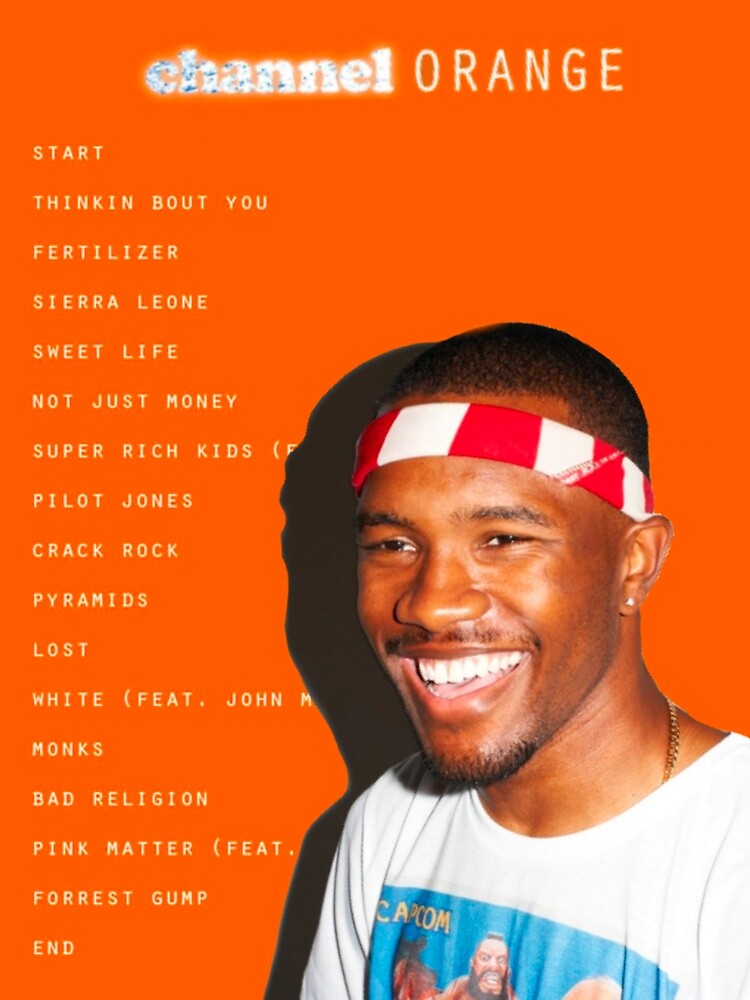 channel ORANGE
START
THINKIN BOUT YOU
FERTILIZER
SIERRA LEONE
SWEET LIFE
NOT JUST MONEY
SUPER RICH KIDS (F
PILOT JONES
CRACK ROCK
PYRAMIDS
LOST
WHITE (FEAT. JOHN M
MONKS
BAD RELIGION
PINK MATTER (FEAT.
FORREST GUMP
END
CAPCOM